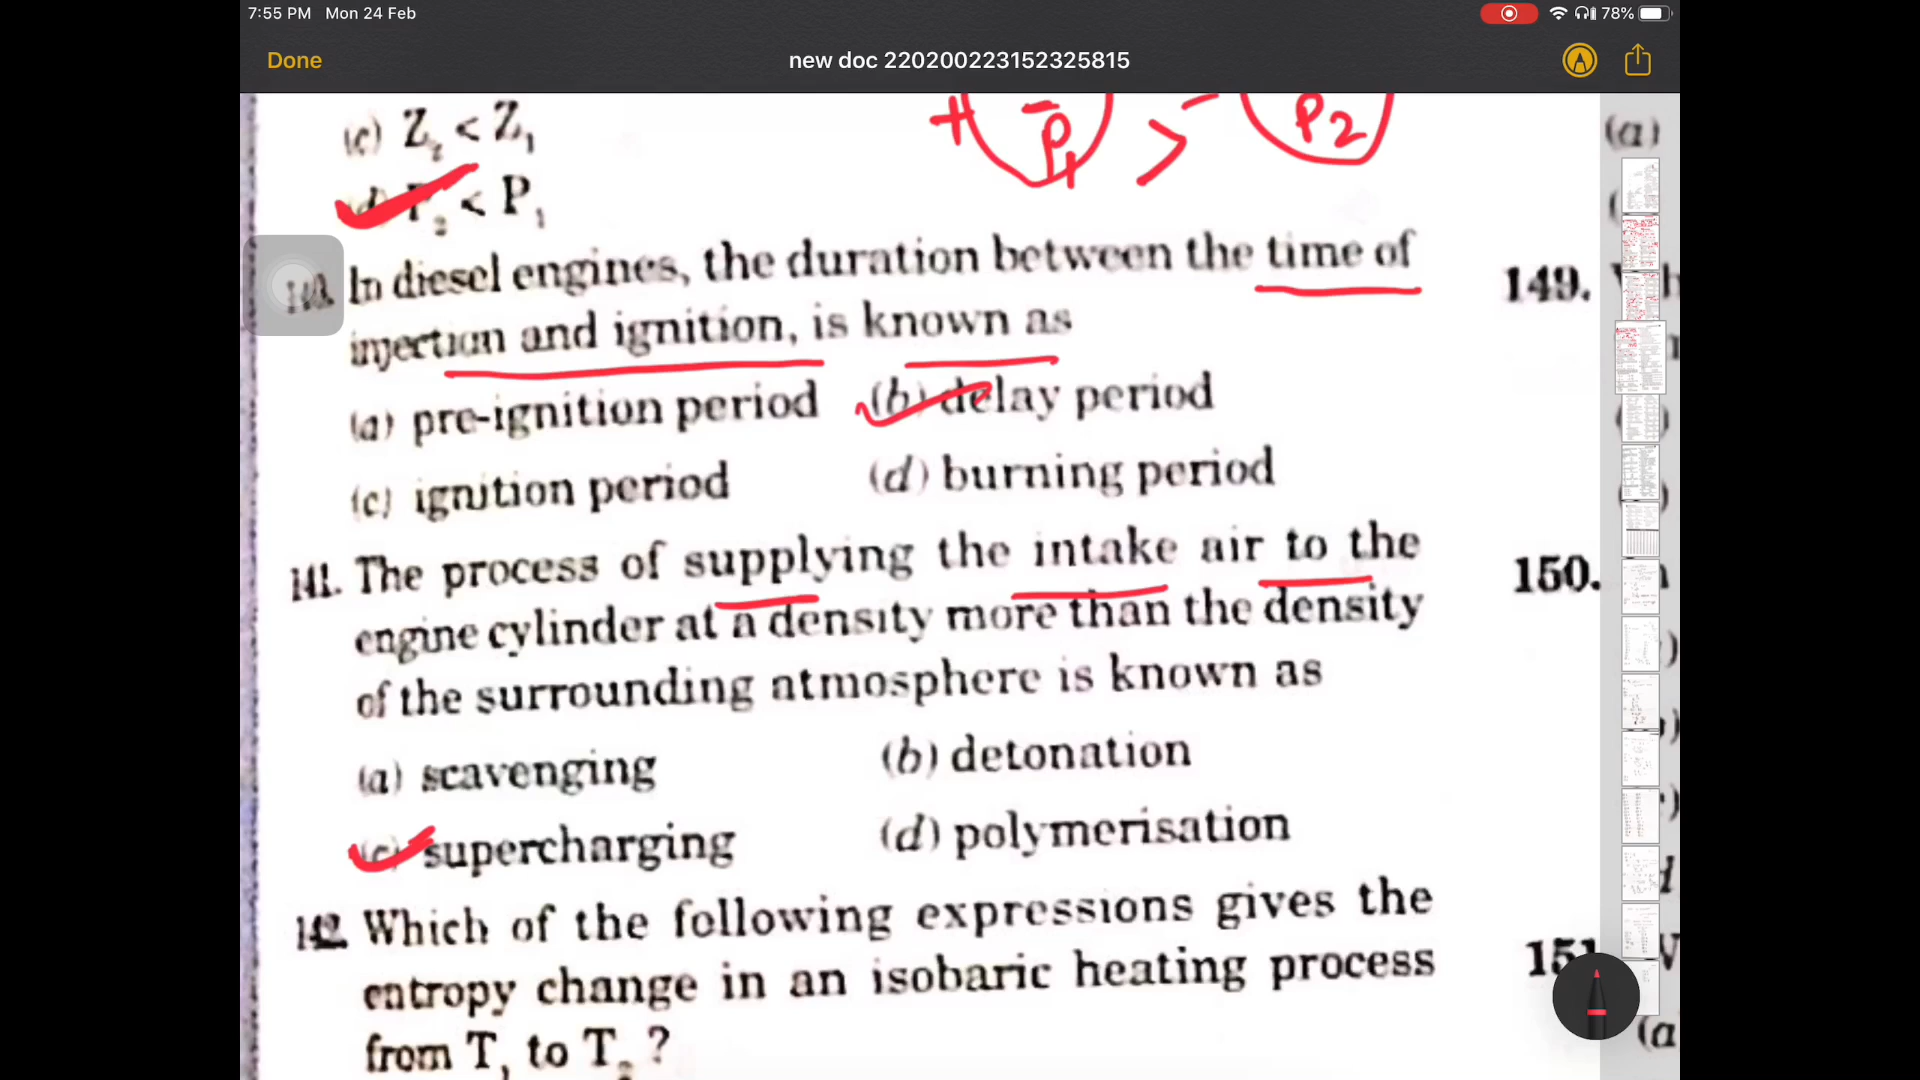 7:55 PM Mon 24 Feb
78%
Done
new doc 220200223152325815
(c) Z₂ < Z₁
(d) P₂ < P₁
+ P₁ > P2
In diesel engines, the duration between the time of
injection and ignition, is known as
(a) pre-ignition period (b) delay period
(c) ignition period (d) burning period
141. The process of supplying the intake air to the
engine cylinder at a density more than the density
of the surrounding atmosphere is known as
(a) scavenging (b) detonation
(c) supercharging (d) polymerisation
142. Which of the following expressions gives the
entropy change in an isobaric heating process
from T₁ to T₂ ?
(a)
149.
150.
151
(a